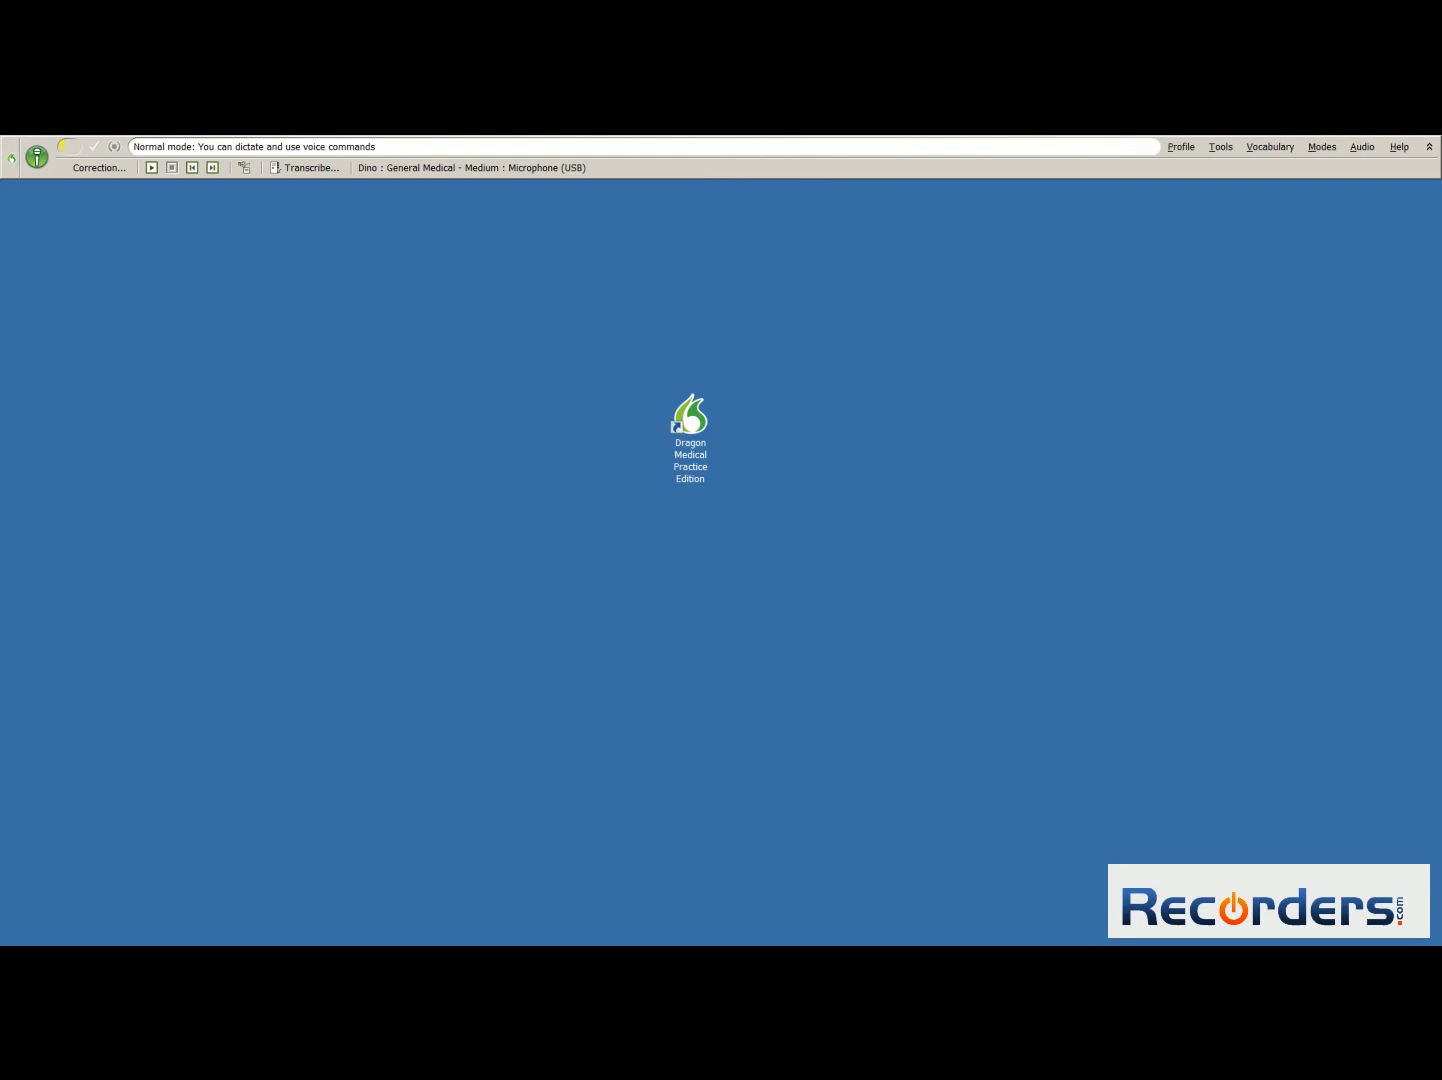 Normal mode: You can dictate and use voice commands
Profile Tools Vocabulary Modes Audio Help
Correction... Transcribe... Dino : General Medical - Medium : Microphone (USB)
Dragon
Medical
Practice
Edition
Recorders.com